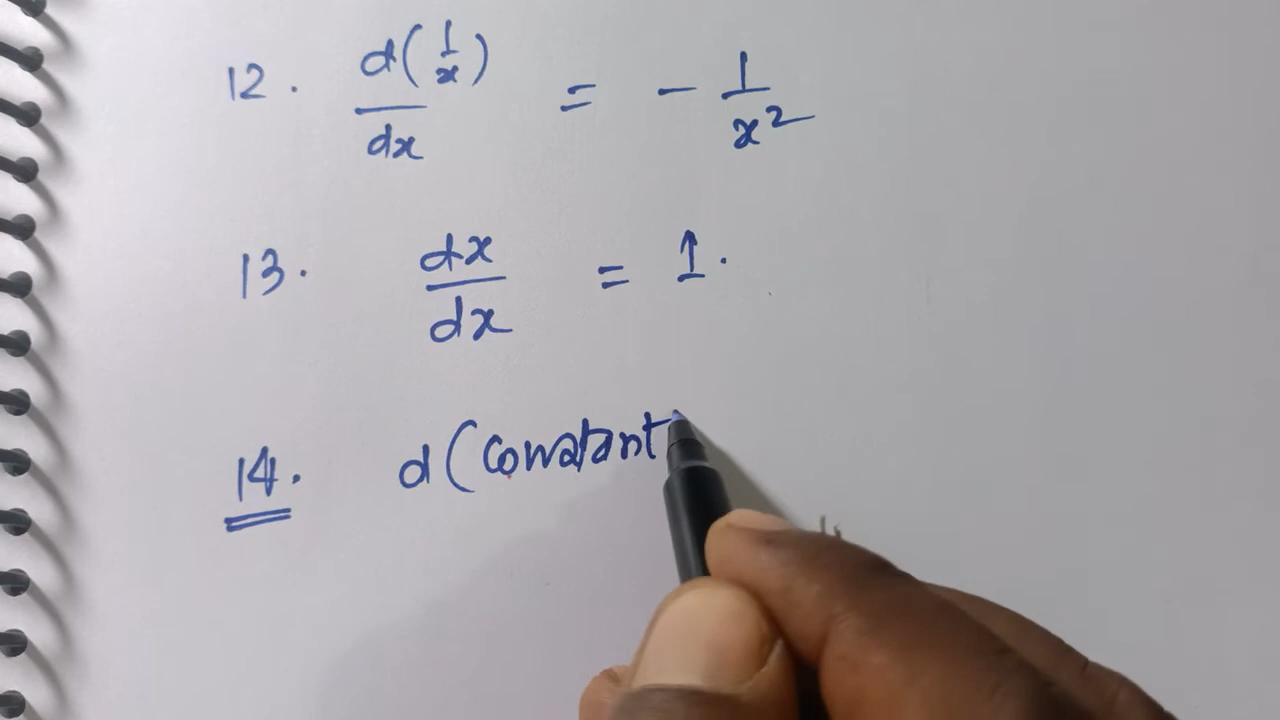 12. d(1/x)/dx = - 1/x²
13. dx/dx = 1.
14. d(constant